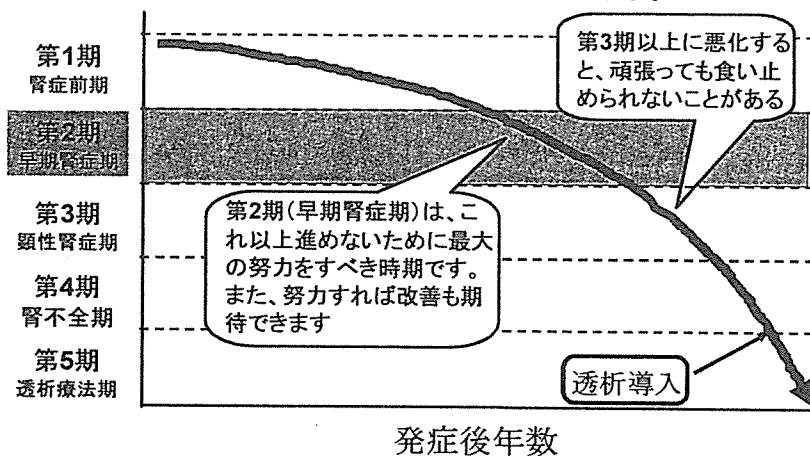 第1期
腎症前期
第2期
早期腎症期
第3期
顕性腎症期
第4期
腎不全期
第5期
透析療法期
第3期以上に悪化する
と、頑張っても食い止
められないことがある
第2期(早期腎症期)は、こ
れ以上進めないために最大
の努力をすべき時期です。
また、努力すれば改善も期
待できます
透析導入
発症後年数